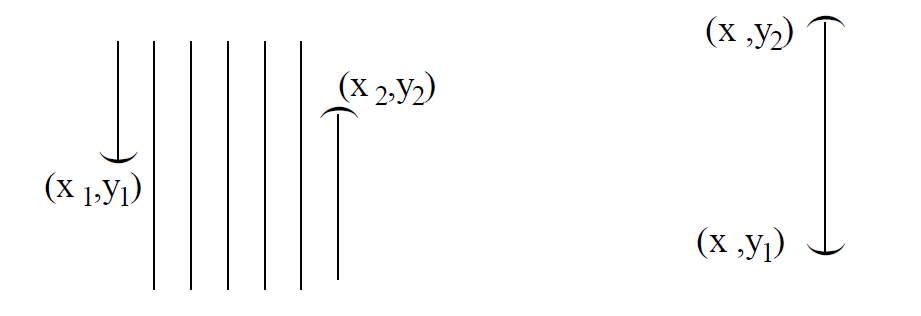 (x ,y₂)
(x ₂,y₂)
(x ₁,y₁)
(x ,y₁)